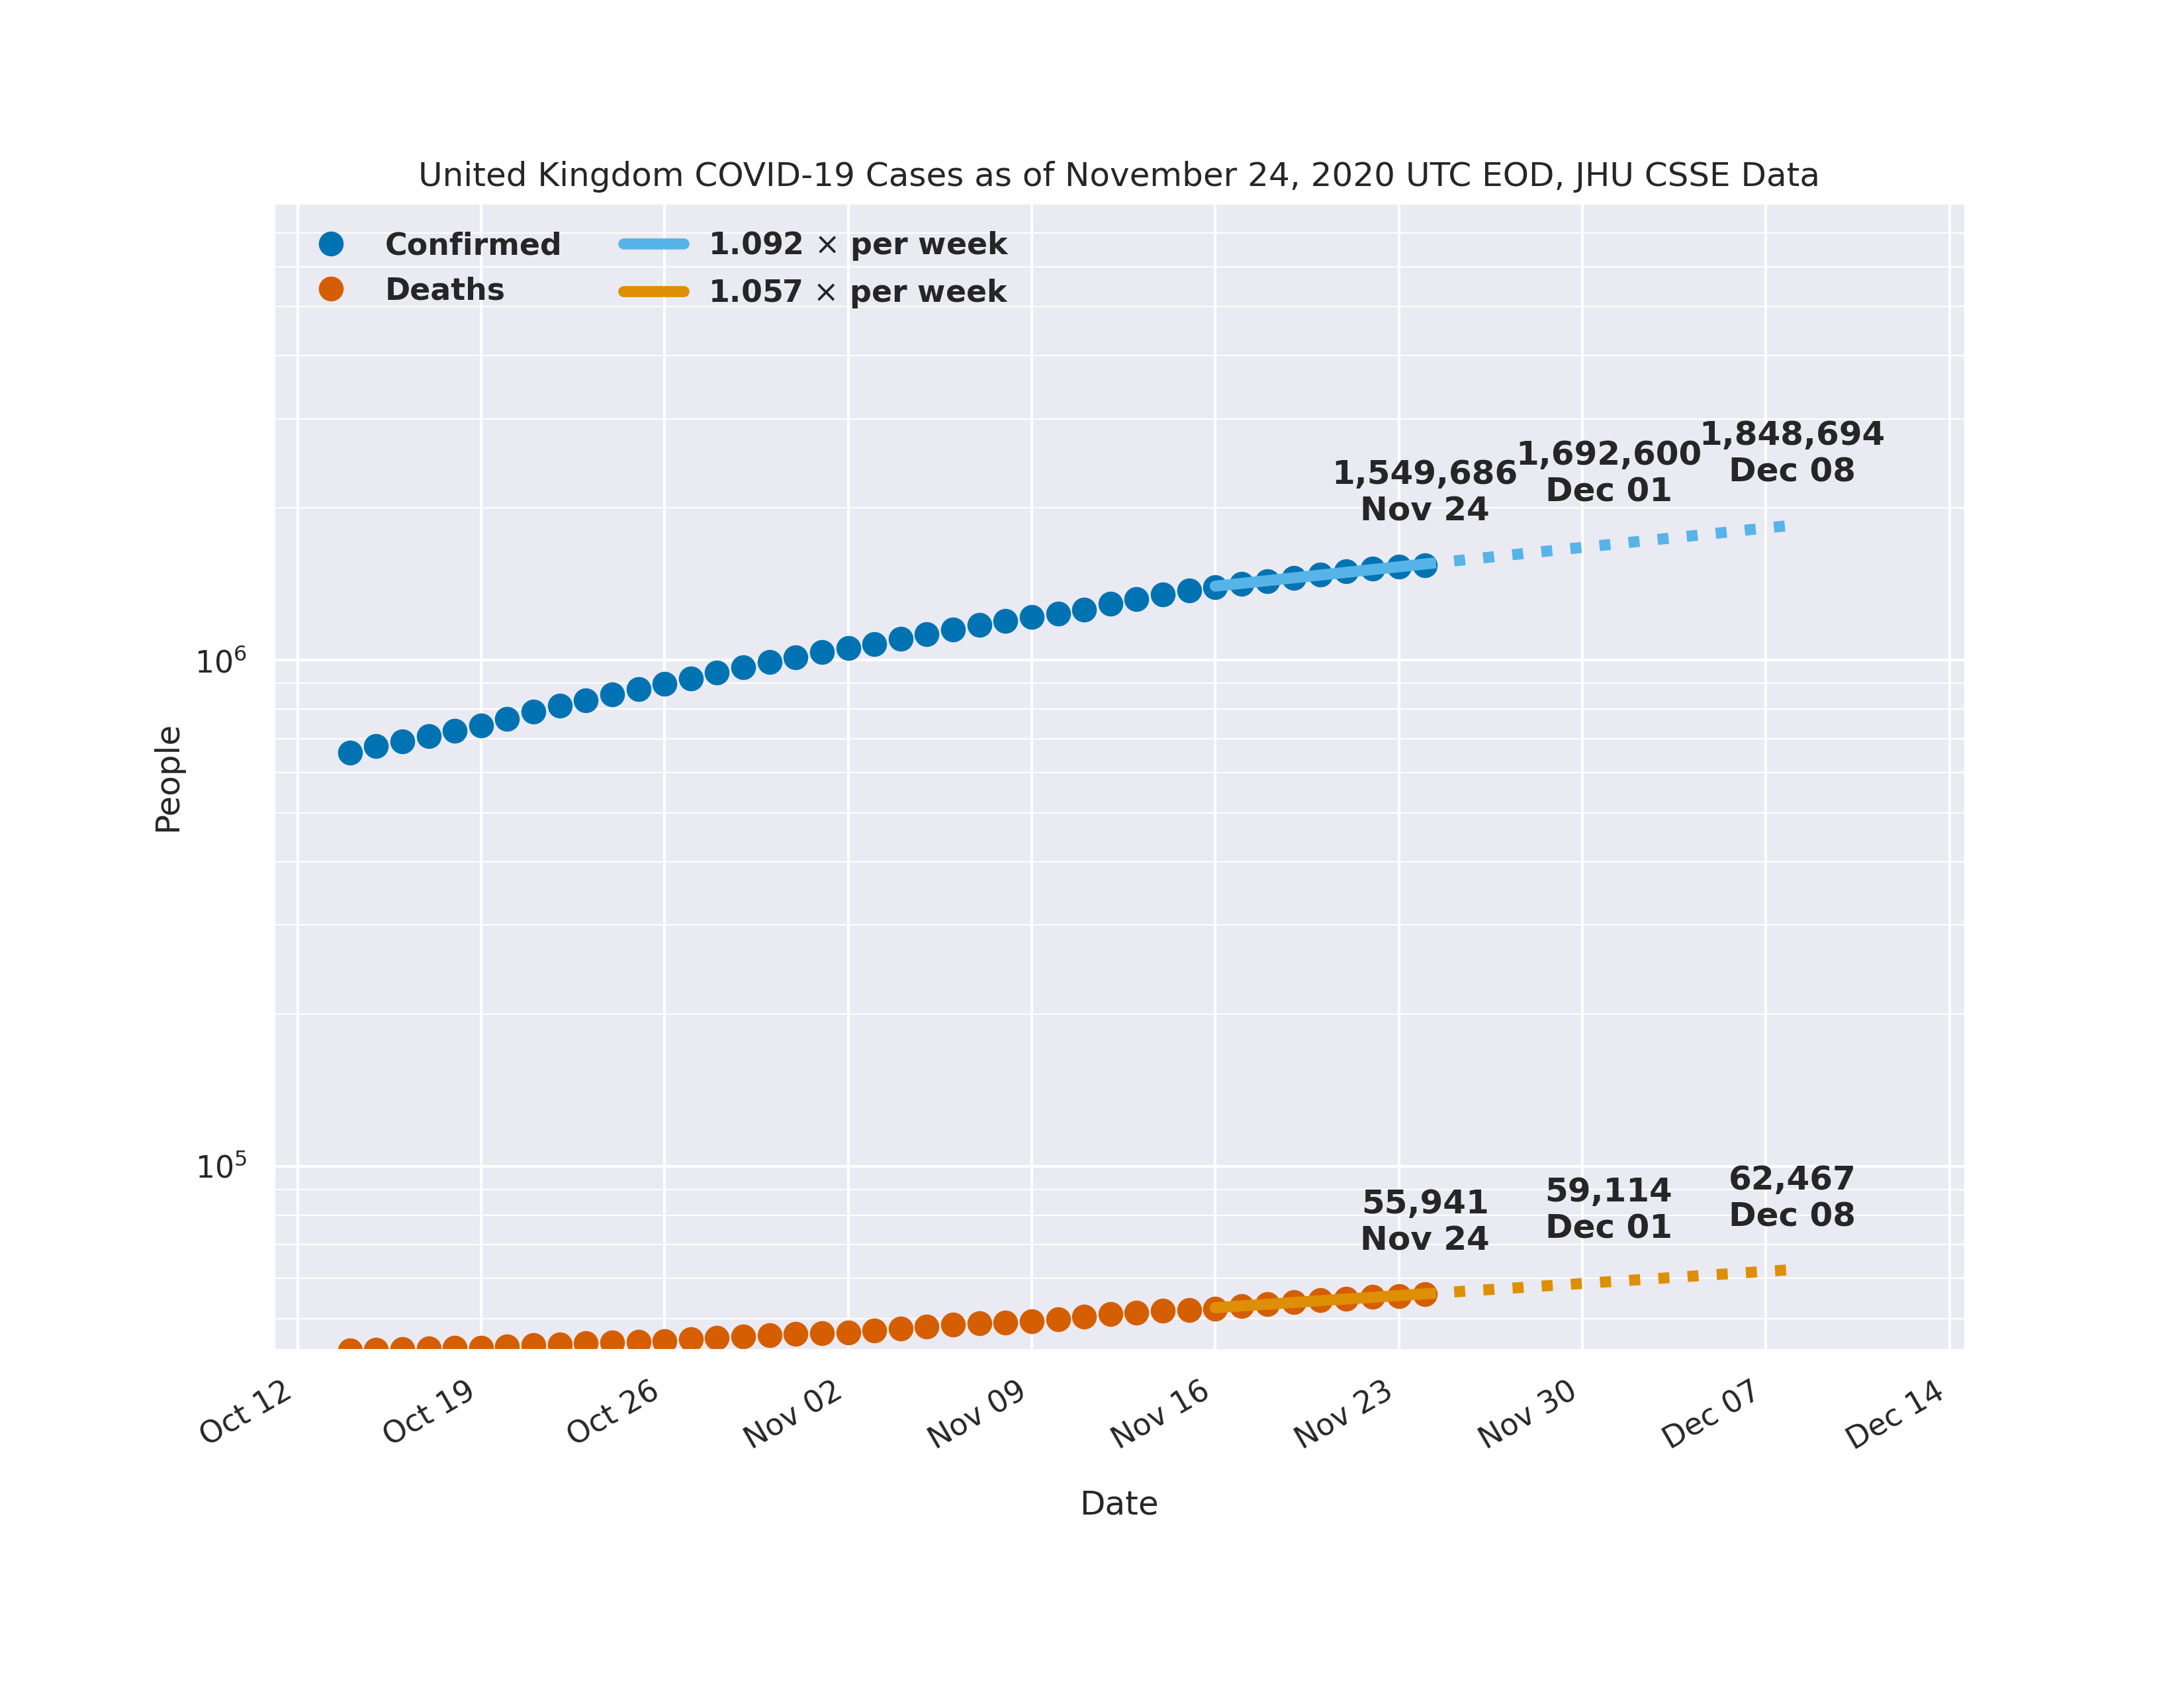 United Kingdom COVID-19 Cases as of November 24, 2020 UTC EOD, JHU CSSE Data
Confirmed
Deaths
1.092 × per week
1.057 × per week
1,549,686
Nov 24
1,692,600
Dec 01
1,848,694
Dec 08
55,941
Nov 24
59,114
Dec 01
62,467
Dec 08
People
10⁶
10⁵
Oct 12
Oct 19
Oct 26
Nov 02
Nov 09
Nov 16
Nov 23
Nov 30
Dec 07
Dec 14
Date